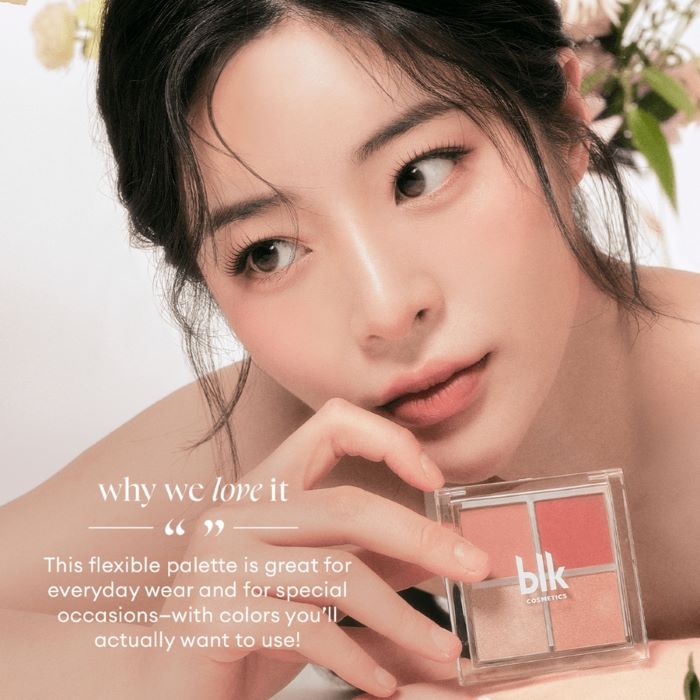 why we love it
“ ”
This flexible palette is great for
everyday wear and for special
occasions—with colors you’ll
actually want to use!
blk
COSMETICS